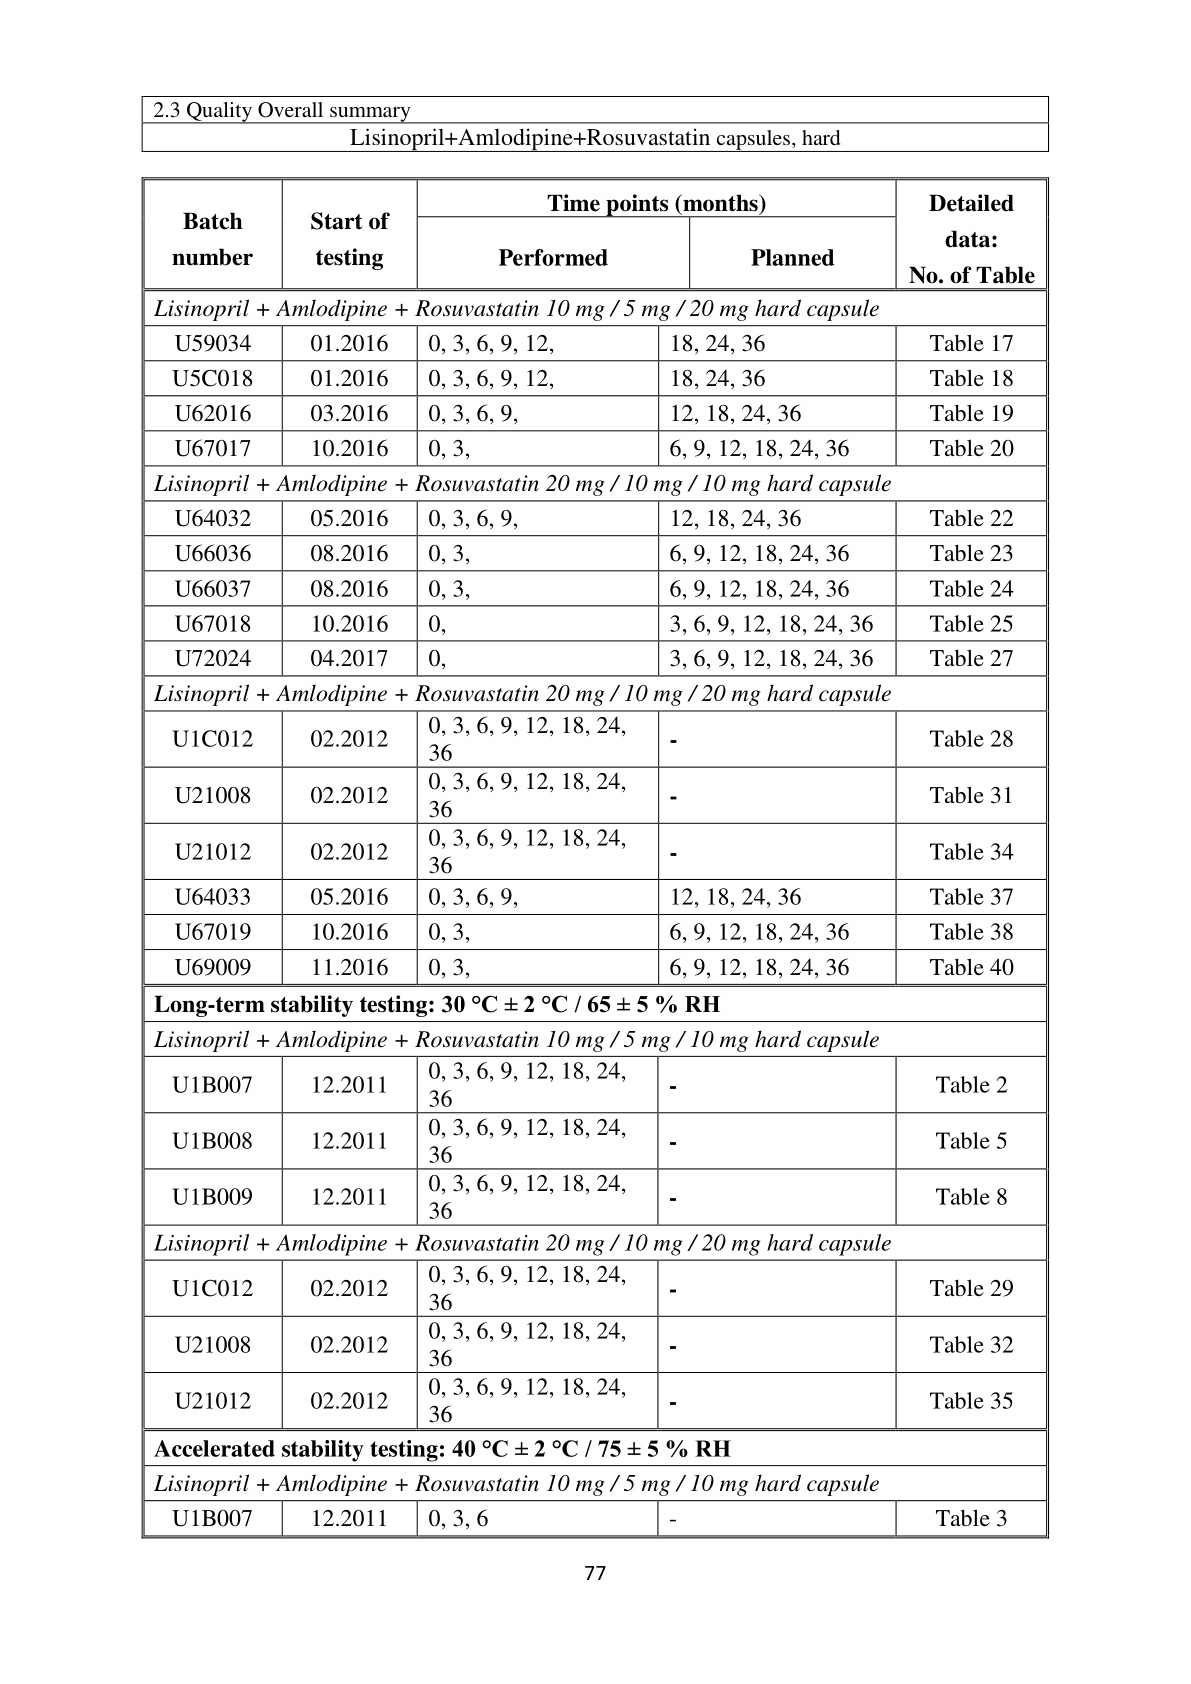 2.3 Quality Overall summary
Lisinopril+Amlodipine+Rosuvastatin capsules, hard
Batch number Start of testing Time points (months) Detailed data: No. of Table
Performed Planned
Lisinopril + Amlodipine + Rosuvastatin 10 mg / 5 mg / 20 mg hard capsule
U59034 01.2016 0, 3, 6, 9, 12, 18, 24, 36 Table 17
U5C018 01.2016 0, 3, 6, 9, 12, 18, 24, 36 Table 18
U62016 03.2016 0, 3, 6, 9, 12, 18, 24, 36 Table 19
U67017 10.2016 0, 3, 6, 9, 12, 18, 24, 36 Table 20
Lisinopril + Amlodipine + Rosuvastatin 20 mg / 10 mg / 10 mg hard capsule
U64032 05.2016 0, 3, 6, 9, 12, 18, 24, 36 Table 22
U66036 08.2016 0, 3, 6, 9, 12, 18, 24, 36 Table 23
U66037 08.2016 0, 3, 6, 9, 12, 18, 24, 36 Table 24
U67018 10.2016 0, 3, 6, 9, 12, 18, 24, 36 Table 25
U72024 04.2017 0, 3, 6, 9, 12, 18, 24, 36 Table 27
Lisinopril + Amlodipine + Rosuvastatin 20 mg / 10 mg / 20 mg hard capsule
U1C012 02.2012 0, 3, 6, 9, 12, 18, 24, 36 - Table 28
U21008 02.2012 0, 3, 6, 9, 12, 18, 24, 36 - Table 31
U21012 02.2012 0, 3, 6, 9, 12, 18, 24, 36 - Table 34
U64033 05.2016 0, 3, 6, 9, 12, 18, 24, 36 Table 37
U67019 10.2016 0, 3, 6, 9, 12, 18, 24, 36 Table 38
U69009 11.2016 0, 3, 6, 9, 12, 18, 24, 36 Table 40
Long-term stability testing: 30 °C ± 2 °C / 65 ± 5 % RH
Lisinopril + Amlodipine + Rosuvastatin 10 mg / 5 mg / 10 mg hard capsule
U1B007 12.2011 0, 3, 6, 9, 12, 18, 24, 36 - Table 2
U1B008 12.2011 0, 3, 6, 9, 12, 18, 24, 36 - Table 5
U1B009 12.2011 0, 3, 6, 9, 12, 18, 24, 36 - Table 8
Lisinopril + Amlodipine + Rosuvastatin 20 mg / 10 mg / 20 mg hard capsule
U1C012 02.2012 0, 3, 6, 9, 12, 18, 24, 36 - Table 29
U21008 02.2012 0, 3, 6, 9, 12, 18, 24, 36 - Table 32
U21012 02.2012 0, 3, 6, 9, 12, 18, 24, 36 - Table 35
Accelerated stability testing: 40 °C ± 2 °C / 75 ± 5 % RH
Lisinopril + Amlodipine + Rosuvastatin 10 mg / 5 mg / 10 mg hard capsule
U1B007 12.2011 0, 3, 6 - Table 3
77